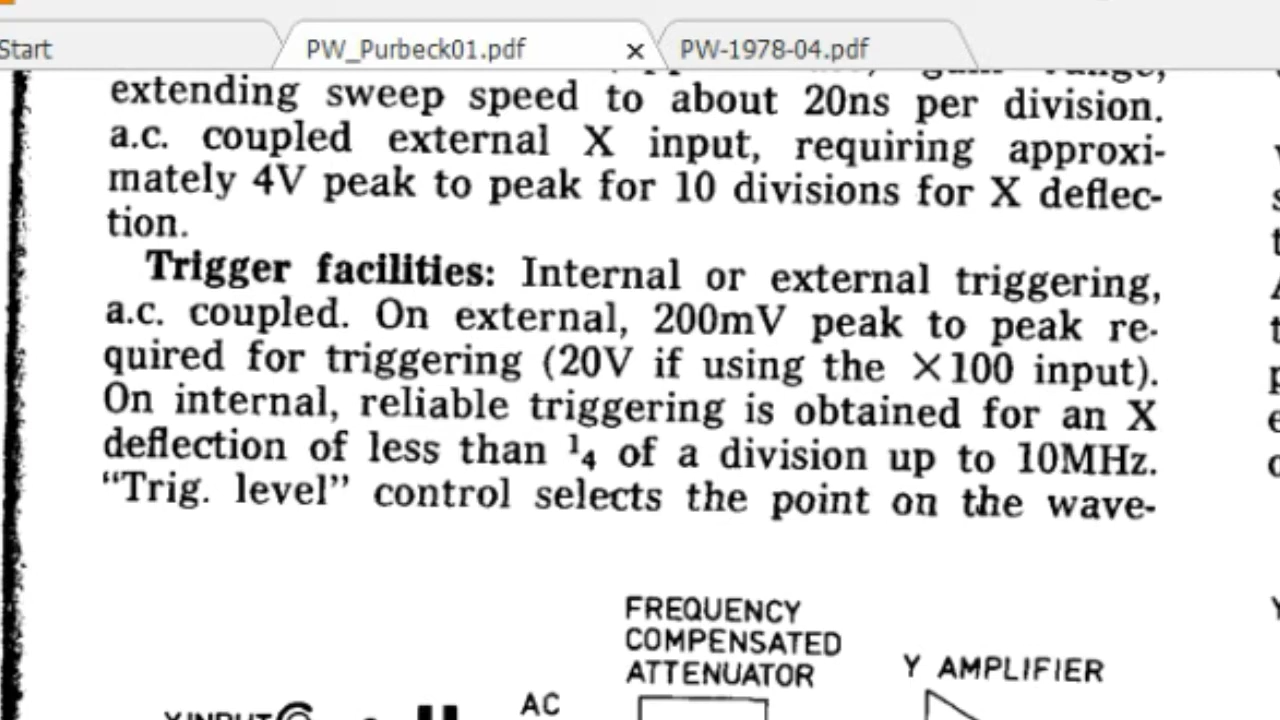 Start
PW_Purbeck01.pdf
PW-1978-04.pdf
extending sweep speed to about 20ns per division.
a.c. coupled external X input, requiring approxi-
mately 4V peak to peak for 10 divisions for X deflec-
tion.
Trigger facilities: Internal or external triggering,
a.c. coupled. On external, 200mV peak to peak re-
quired for triggering (20V if using the ×100 input).
On internal, reliable triggering is obtained for an X
deflection of less than ¼ of a division up to 10MHz.
“Trig. level” control selects the point on the wave-
FREQUENCY
COMPENSATED
ATTENUATOR
Y AMPLIFIER
AC